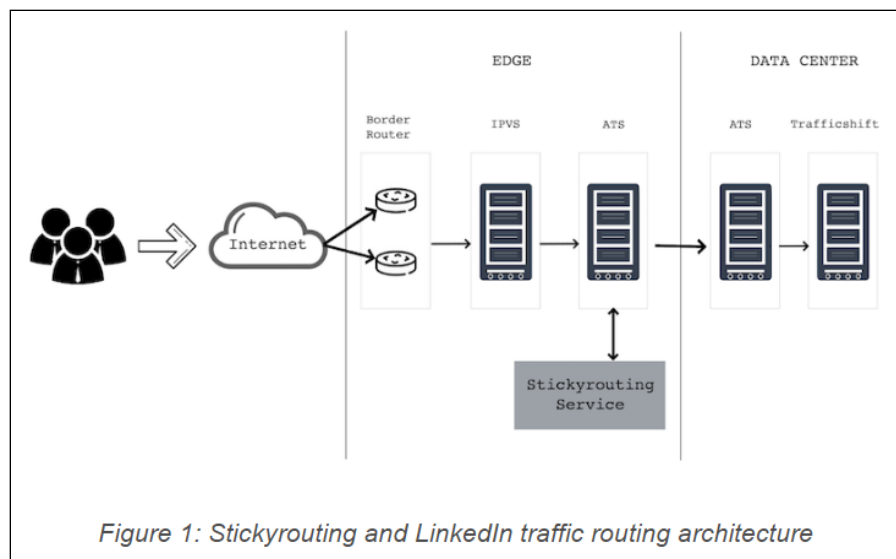 EDGE
DATA CENTER
Border
Router
IPVS
ATS
ATS
Trafficshift
Internet
Stickyrouting
Service
Figure 1: Stickyrouting and LinkedIn traffic routing architecture